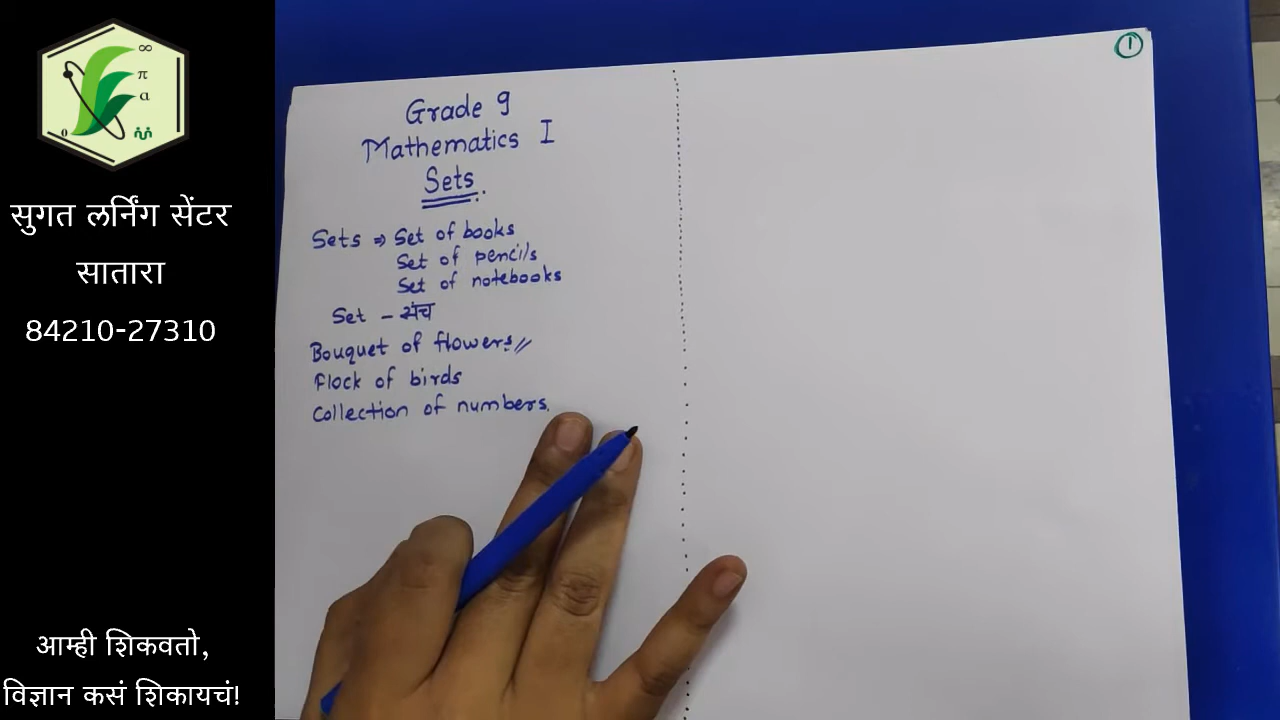 ∞
π
α
सुगत लर्निंग सेंटर
सातारा
84210-27310
आम्ही शिकवतो,
विज्ञान कसं शिकायचं!
1
Grade 9
Mathematics I
Sets.
Sets ⇒ Set of books
Set of pencils
Set of notebooks
Set - संच
Bouquet of flowers.//
Flock of birds
Collection of numbers.